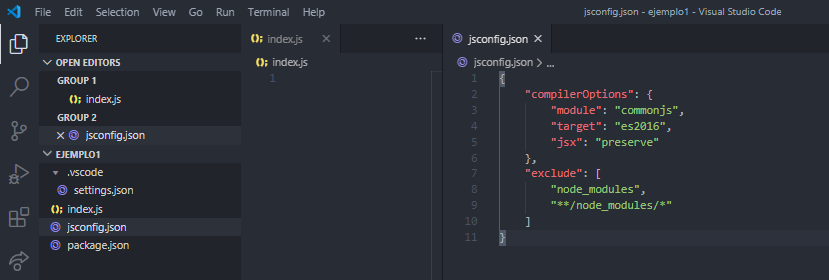 File Edit Selection View Go Run Terminal Help jsconfig.json - ejemplo1 - Visual Studio Code
EXPLORER
OPEN EDITORS
GROUP 1
index.js
GROUP 2
jsconfig.json
EJEMPLO1
.vscode
settings.json
index.js
jsconfig.json
package.json
index.js
index.js
1
jsconfig.json
jsconfig.json > ...
1 {
2 "compilerOptions": {
3 "module": "commonjs",
4 "target": "es2016",
5 "jsx": "preserve"
6 },
7 "exclude": [
8 "node_modules",
9 "**/node_modules/*"
10 ]
11 }